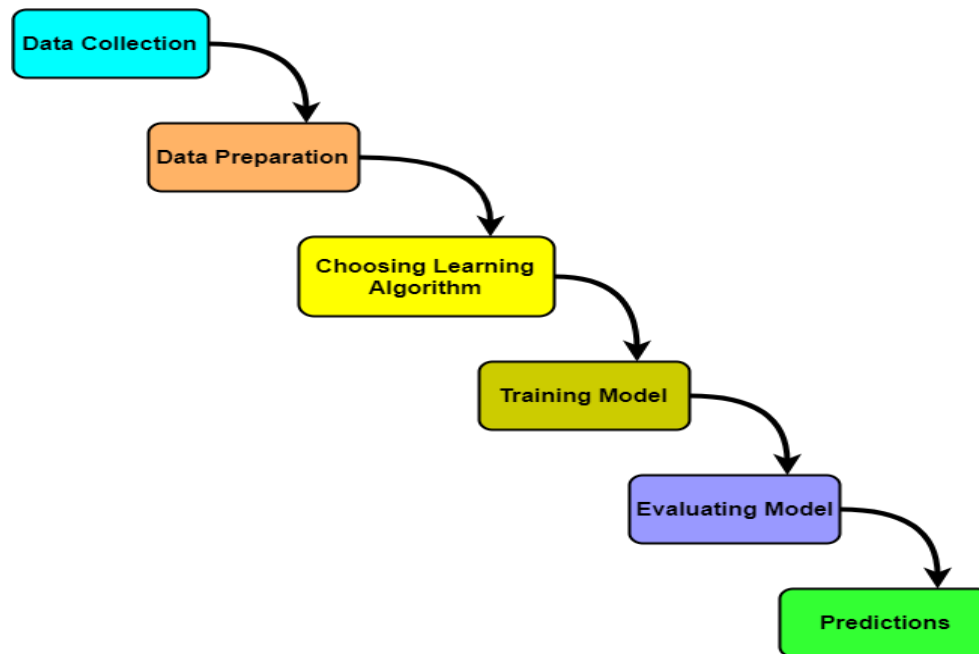 Data Collection
Data Preparation
Choosing Learning
Algorithm
Training Model
Evaluating Model
Predictions